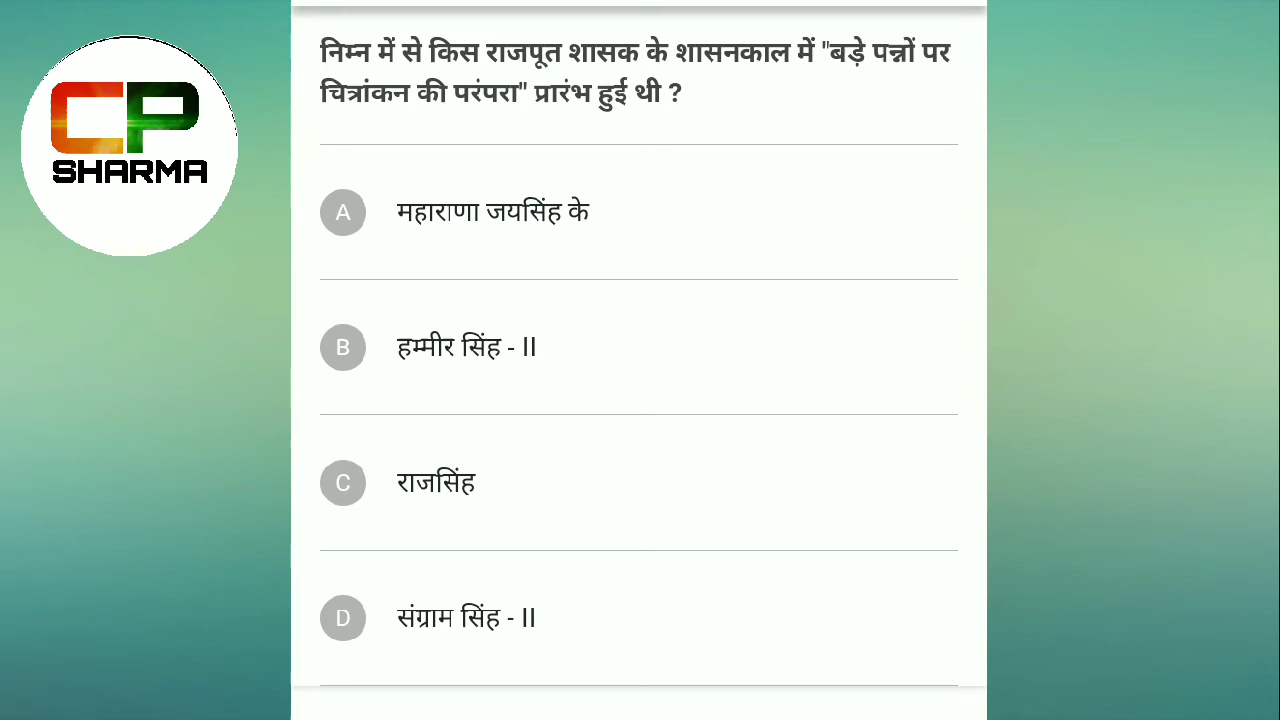 CP
SHARMA
निम्न में से किस राजपूत शासक के शासनकाल में "बड़े पन्नों पर
चित्रांकन की परंपरा" प्रारंभ हुई थी ?
A महाराणा जयसिंह के
B हम्मीर सिंह - II
C राजसिंह
D संग्राम सिंह - II